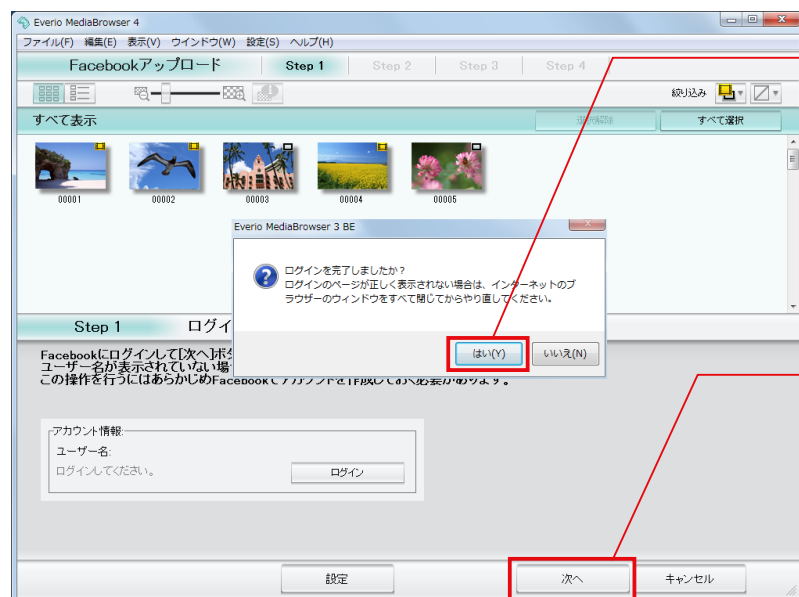 Everio MediaBrowser 4
ファイル(F) 編集(E) 表示(V) ウインドウ(W) 設定(S) ヘルプ(H)
Facebookアップロード Step 1 Step 2 Step 3 Step 4
絞り込み
すべて表示 選択解除 すべて選択
00001 00002 00003 00004 00005
Everio MediaBrowser 3 BE
ログインを完了しましたか?
ログインのページが正しく表示されない場合は、インターネットのブ
ラウザーのウィンドウをすべて閉じてからやり直してください。
はい(Y) いいえ(N)
Step 1 ログイ
Facebookにログインして[次へ]ボタ
ユーザー名が表示されていない場
この操作を行うにはあらかじめFacebookでアカウントを作成しておく必要があります。
アカウント情報:
ユーザー名:
ログインしてください。 ログイン
設定 次へ キャンセル